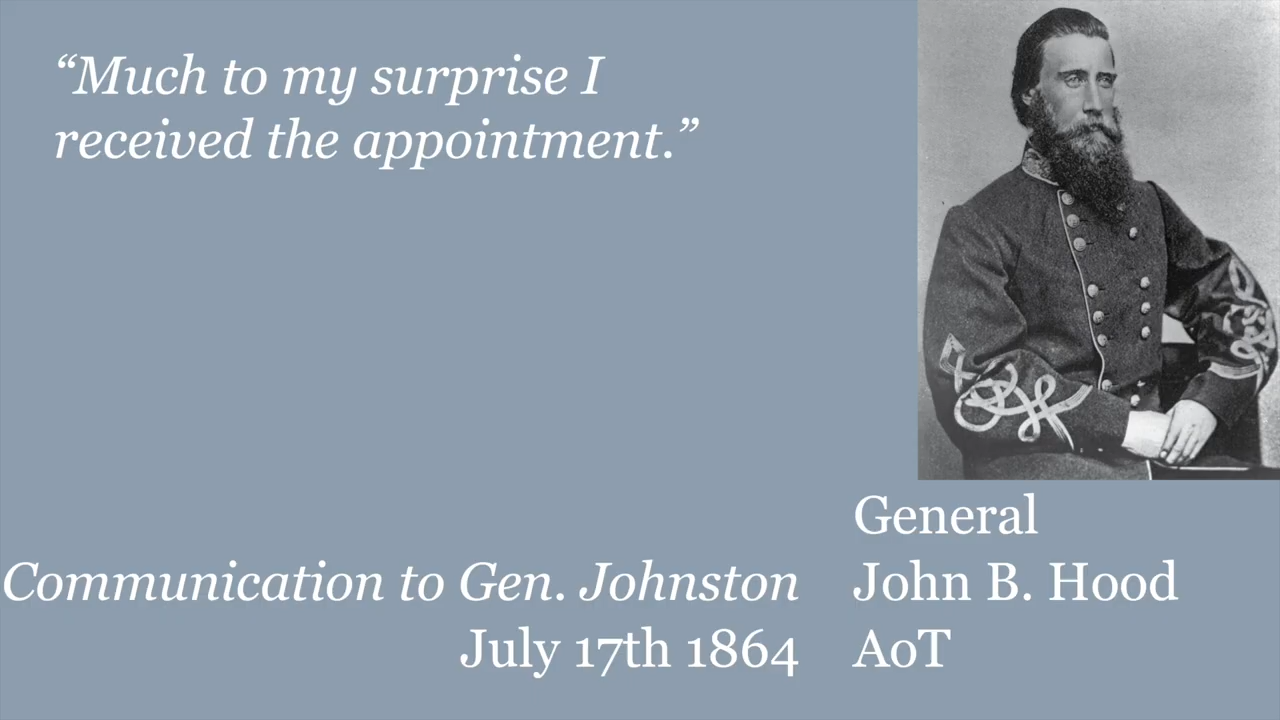 “Much to my surprise I
received the appointment.”
Communication to Gen. Johnston
July 17th 1864
General
John B. Hood
AoT